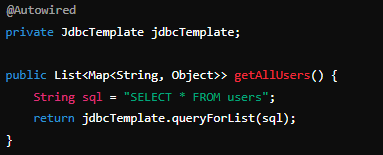 @Autowired
private JdbcTemplate jdbcTemplate;
public List<Map<String, Object>> getAllUsers() {
String sql = "SELECT * FROM users";
return jdbcTemplate.queryForList(sql);
}